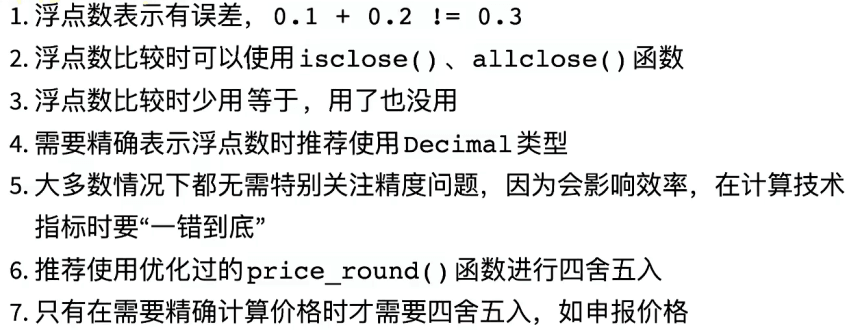 1. 浮点数表示有误差，0.1 + 0.2 != 0.3
2. 浮点数比较时可以使用isclose()、allclose()函数
3. 浮点数比较时少用等于，用了也没用
4. 需要精确表示浮点数时推荐使用Decimal类型
5. 大多数情况下都无需特别关注精度问题，因为会影响效率，在计算技术
指标时要“一错到底”
6. 推荐使用优化过的price_round()函数进行四舍五入
7. 只有在需要精确计算价格时才需要四舍五入，如申报价格